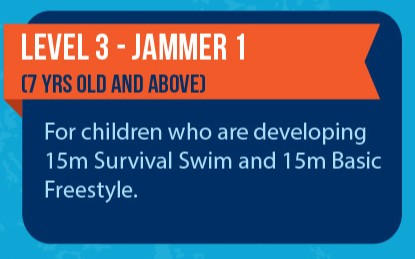 LEVEL 3 - JAMMER 1
(7 YRS OLD AND ABOVE)
For children who are developing
15m Survival Swim and 15m Basic
Freestyle.